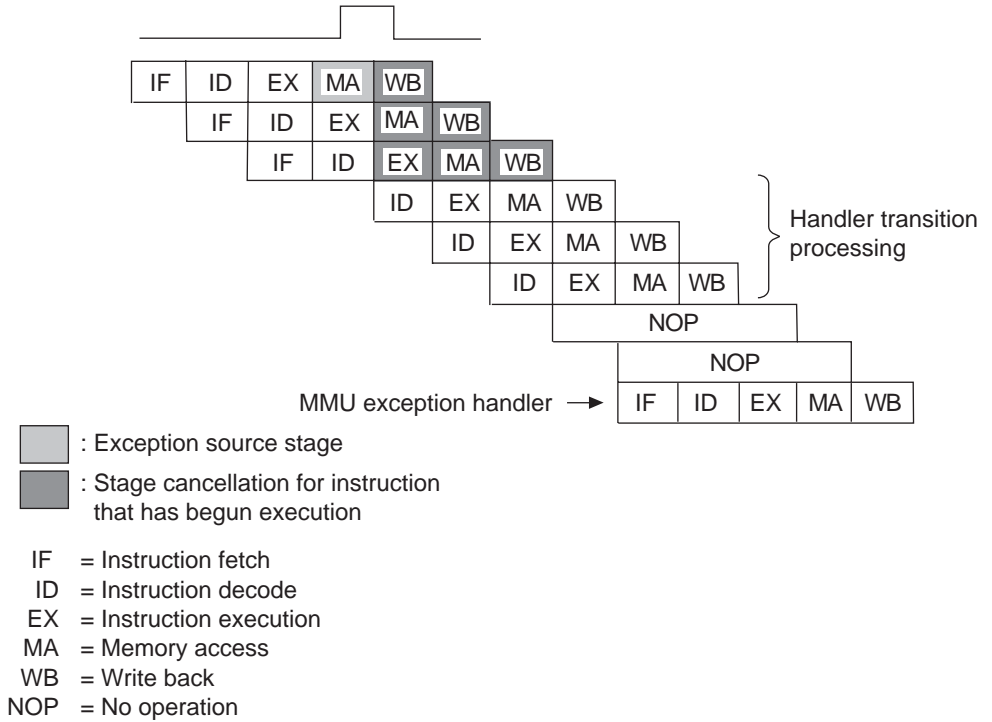 IF ID EX MA WB
IF ID EX MA WB
IF ID EX MA WB
ID EX MA WB
ID EX MA WB
ID EX MA WB
Handler transition
processing
NOP
NOP
MMU exception handler
IF ID EX MA WB
: Exception source stage
: Stage cancellation for instruction
that has begun execution
IF = Instruction fetch
ID = Instruction decode
EX = Instruction execution
MA = Memory access
WB = Write back
NOP = No operation